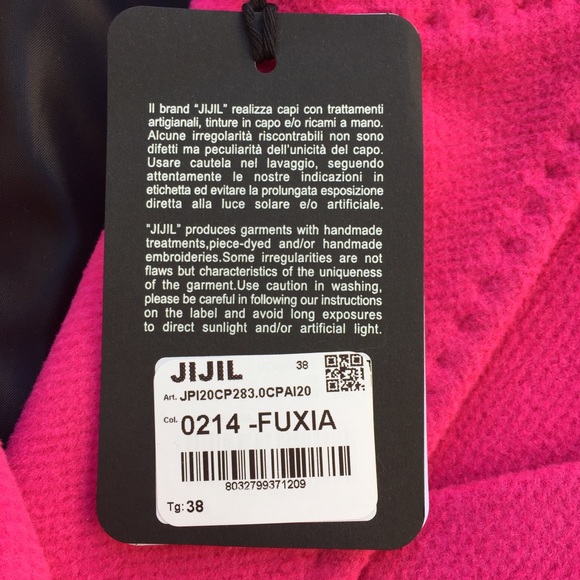 Il brand "JIJIL" realizza capi con trattamenti
artigianali, tinture in capo e/o ricami a mano.
Alcune irregolarità riscontrabili non sono
difetti ma peculiarità dell'unicità del capo.
Usare cautela nel lavaggio, seguendo
attentamente le nostre indicazioni in
etichetta ed evitare la prolungata esposizione
diretta alla luce solare e/o artificiale.
"JIJIL" produces garments with handmade
treatments,piece-dyed and/or handmade
embroideries.Some irregularities are not
flaws but characteristics of the uniqueness
of the garment.Use caution in washing,
please be careful in following our instructions
on the label and avoid long exposures
to direct sunlight and/or artificial light.
JIJIL 38
Art. JPI20CP283.0CPAI20
Col. 0214 -FUXIA
8032799371209
Tg: 38